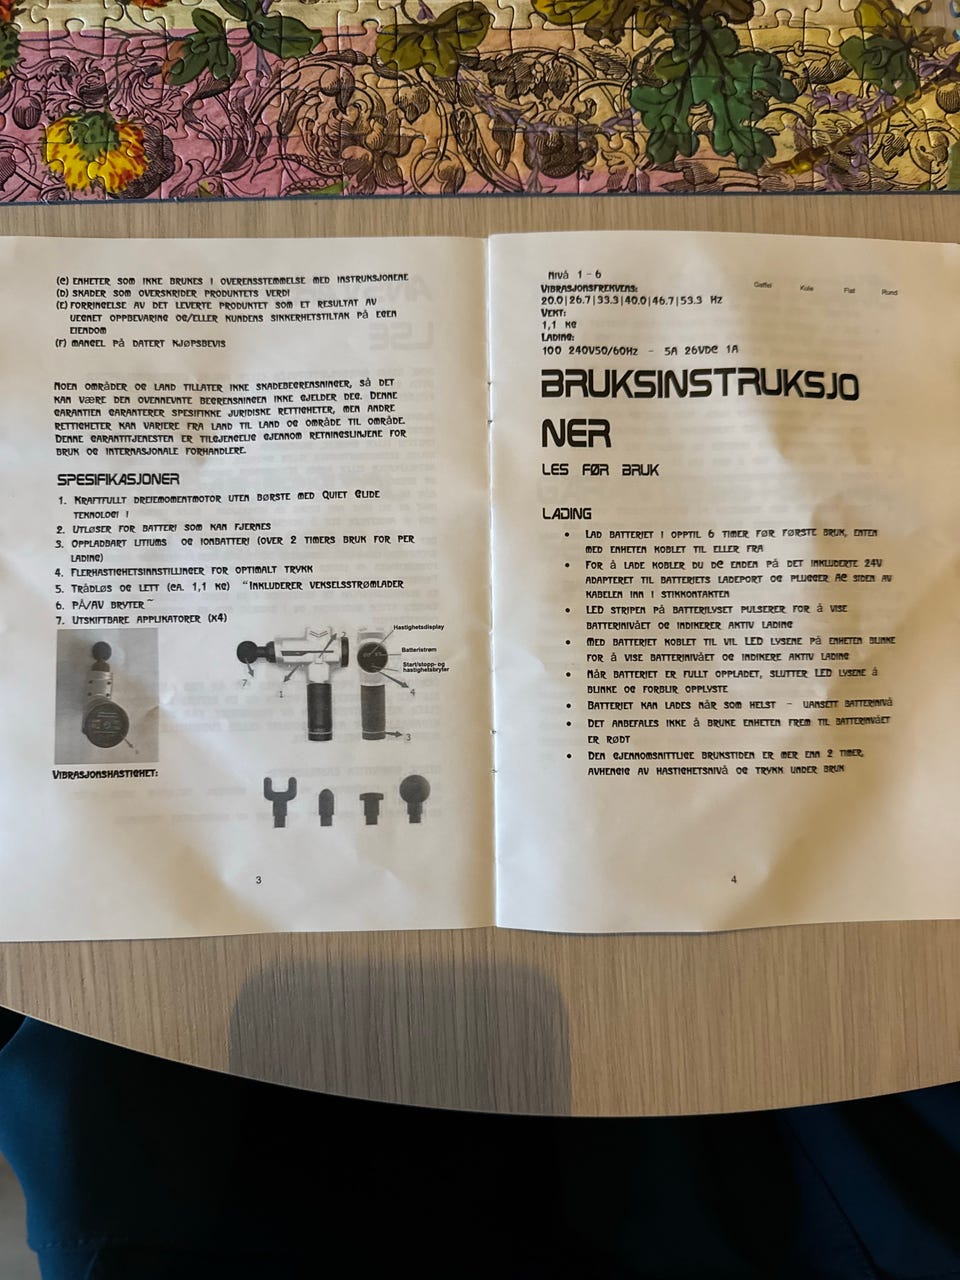 (C) ENHETER SOM IKKE BRUKES I OVERENSSTEMMELSE MED INSTRUKSJONENE
(D) SKADER SOM OVERSKRIDER PRODUKTETS VERDI
(E) FORRINGELSE AV DET LEVERTE PRODUKTET SOM ET RESULTAT AV
UEGNET OPPBEVARING OG/ELLER KUNDENS SIKKERHETSTILTAK PÅ EGEN
EIENDOM
(F) MANGEL PÅ DATERT KJØPSBEVIS
NOEN OMRÅDER OG LAND TILLATER IKKE SKADEBEGRENSNINGER, SÅ DET
KAN VÆRE DEN OVENNEVNTE BEGRENSNINGEN IKKE GJELDER DEG. DENNE
GARANTIEN GARANTERER SPESIFIKKE JURIDISKE RETTIGHETER, MEN ANDRE
RETTIGHETER KAN VARIERE FRA LAND TIL LAND OG OMRÅDE TIL OMRÅDE.
DENNE GARANTITJENESTEN ER TILGJENGELIG GJENNOM RETNINGSLINJENE FOR
BRUK OG INTERNASJONALE FORHANDLERE.
SPESIFIKASJONER
1. KRAFTFULLT DREIEMOMENTMOTOR UTEN BØRSTE MED QUIET GLIDE
TEKNOLOGI !
2. UTLØSER FOR BATTERI SOM KAN FJERNES
3. OPPLADBART LITIUMS OG IONBATTERI (OVER 2 TIMERS BRUK FOR PER
LADING)
4. FLERHASTIGHETSINNSTILLINGER FOR OPTIMALT TRYKK
5. TRÅDLØS OG LETT (CA. 1,1 KG) "INKLUDERER VEKSELSSTRØMLADER
6. PÅ/AV BRYTER~
7. UTSKIFTBARE APPLIKATORER (X4)
Hastighetsdisplay
2
Batteristrøm
Start/stopp- og
hastighetsbryter
7
1
4
3
VIBRASJONSHASTIGHET:
3
NIVÅ 1 - 6
VIBRASJONSFREKVENS:
20.0|26.7|33.3|40.0|46.7|53.3 HZ
VEKT:
1,1 KG
LADING:
100 240V50/60HZ - 5A 26VDC 1A
Gaffel Kule Flat Rund
BRUKSINSTRUKSJO
NER
LES FØR BRUK
LADING
• LAD BATTERIET I OPPTIL 6 TIMER FØR FØRSTE BRUK, ENTEN
MED ENHETEN KOBLET TIL ELLER FRA
• FOR Å LADE KOBLER DU DC ENDEN PÅ DET INKLUDERTE 24V
ADAPTERET TIL BATTERIETS LADEPORT OG PLUGGER AC SIDEN AV
KABELEN INN I STIKKONTAKTEN
• LED STRIPEN PÅ BATTERILYSET PULSERER FOR Å VISE
BATTERINIVÅET OG INDIKERER AKTIV LADING
• MED BATTERIET KOBLET TIL VIL LED LYSENE PÅ ENHETEN BLINKE
FOR Å VISE BATTERINIVÅET OG INDIKERE AKTIV LADING
• NÅR BATTERIET ER FULLT OPPLADET, SLUTTER LED LYSENE Å
BLINKE OG FORBLIR OPPLYSTE
• BATTERIET KAN LADES NÅR SOM HELST - UANSETT BATTERINIVÅ
• DET ANBEFALES IKKE Å BRUKE ENHETEN FREM TIL BATTERINIVÅET
ER RØDT
• DEN GJENNOMSNITTLIGE BRUKSTIDEN ER MER ENN 2 TIMER,
AVHENGIG AV HASTIGHETSNIVÅ OG TRYKK UNDER BRUK
4